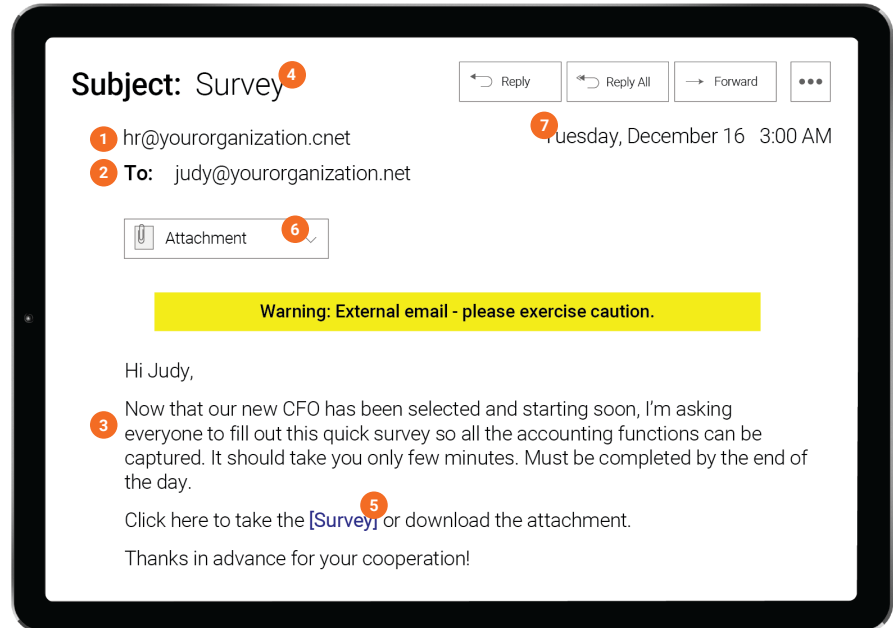 Subject: Survey 4
Reply
Reply All
Forward
1 hr@yourorganization.cnet
7 Tuesday, December 16 3:00 AM
2 To: judy@yourorganization.net
Attachment 6
Warning: External email - please exercise caution.
Hi Judy,
Now that our new CFO has been selected and starting soon, I'm asking
3 everyone to fill out this quick survey so all the accounting functions can be
captured. It should take you only few minutes. Must be completed by the end of
the day.
5
Click here to take the [Survey] or download the attachment.
Thanks in advance for your cooperation!